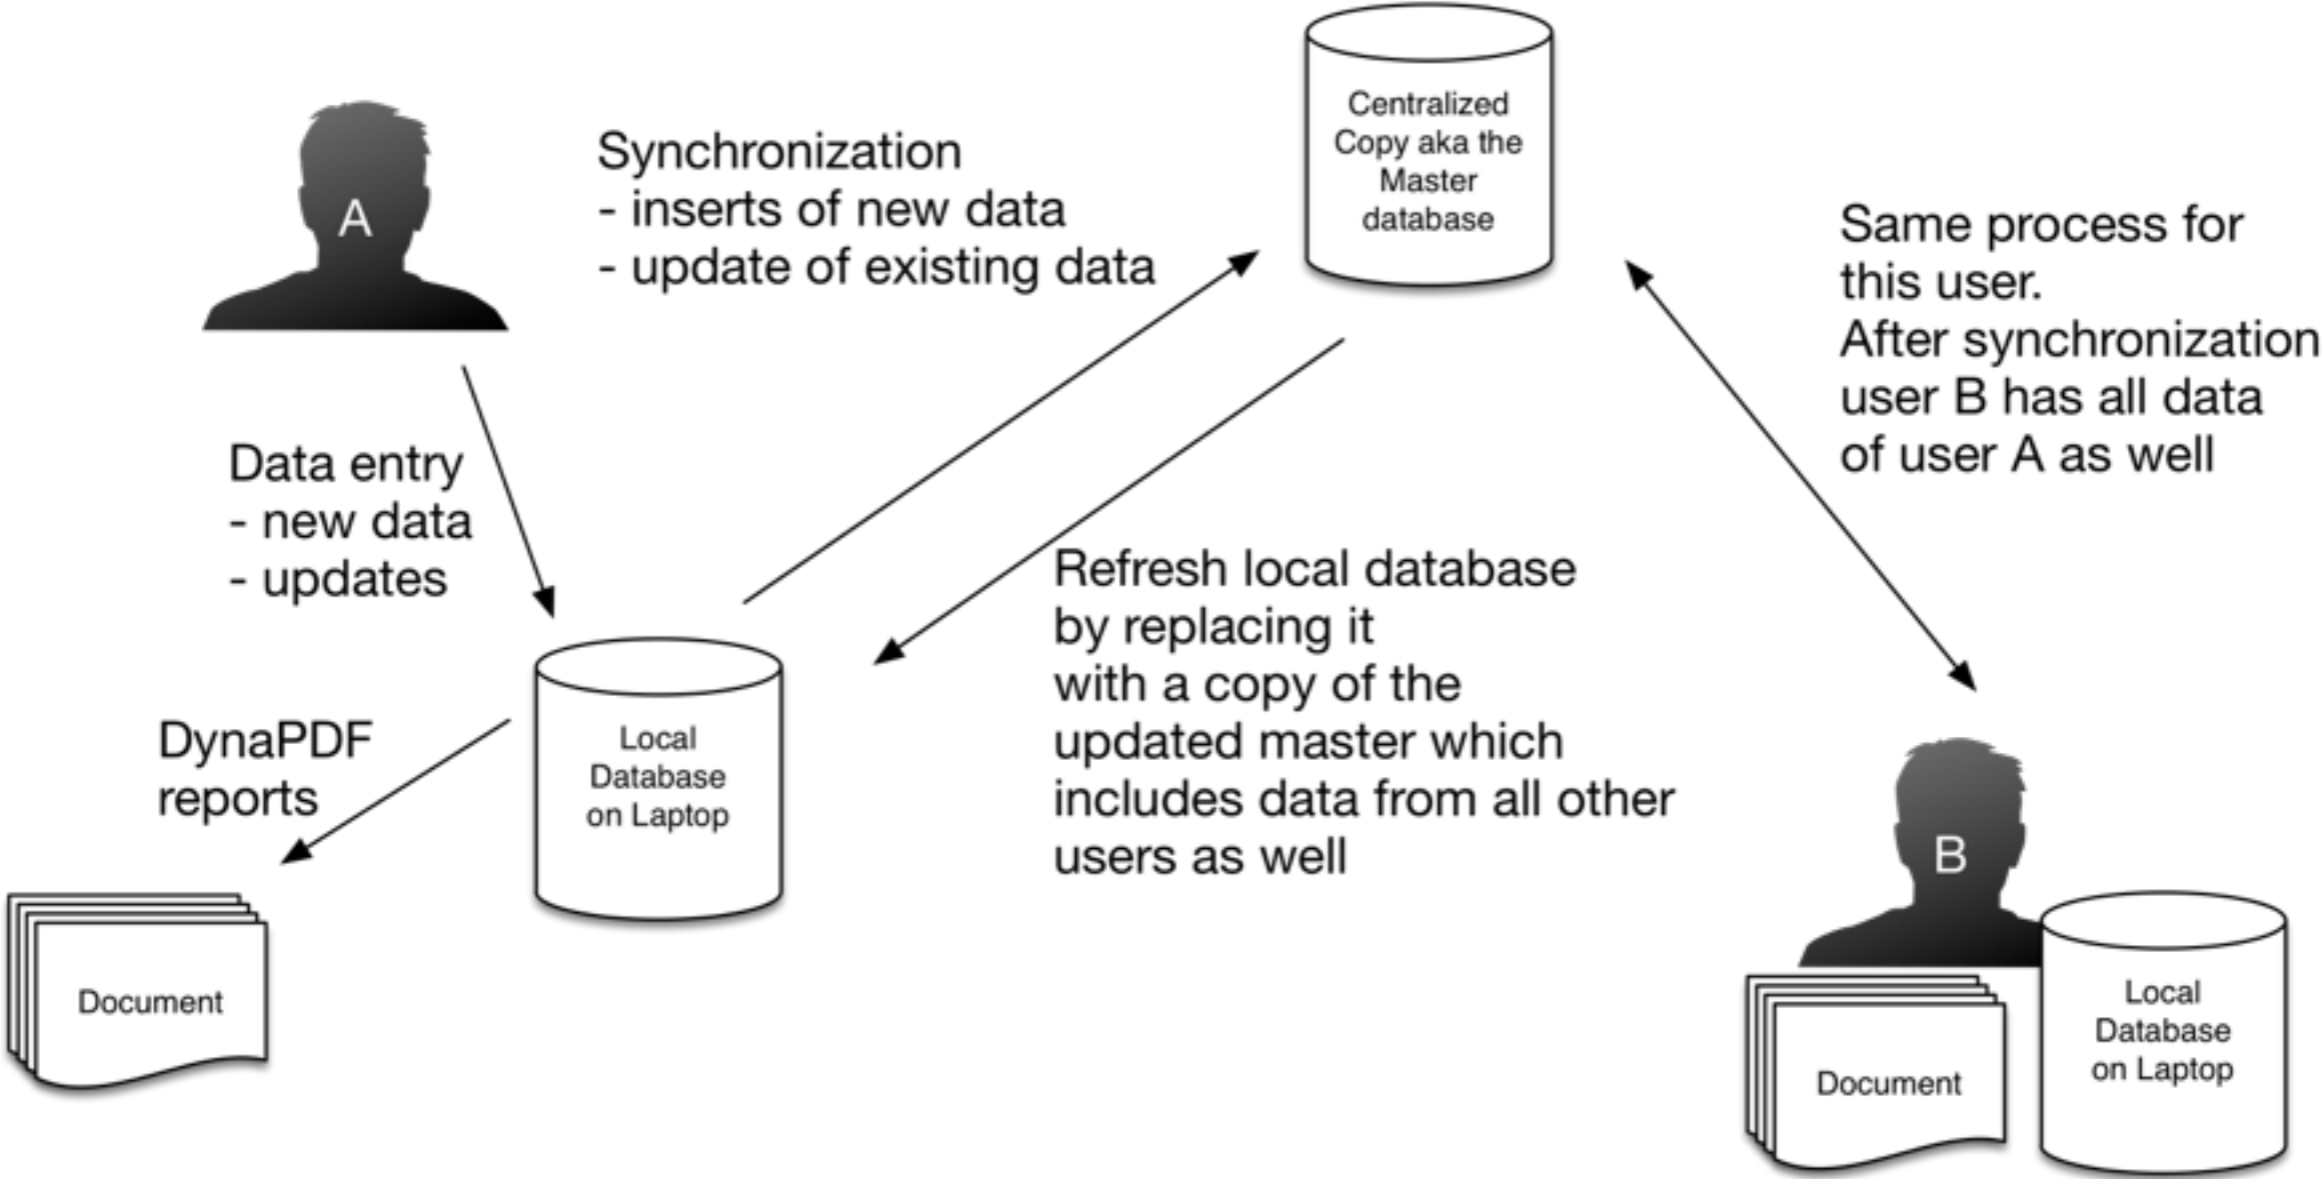 Centralized
Copy aka the
Master
database
A
Synchronization
- inserts of new data
- update of existing data
Same process for
this user.
After synchronization
user B has all data
of user A as well
Data entry
- new data
- updates
Refresh local database
by replacing it
with a copy of the
updated master which
includes data from all other
users as well
DynaPDF
reports
Local
Database
on Laptop
Document
B
Local
Database
on Laptop
Document